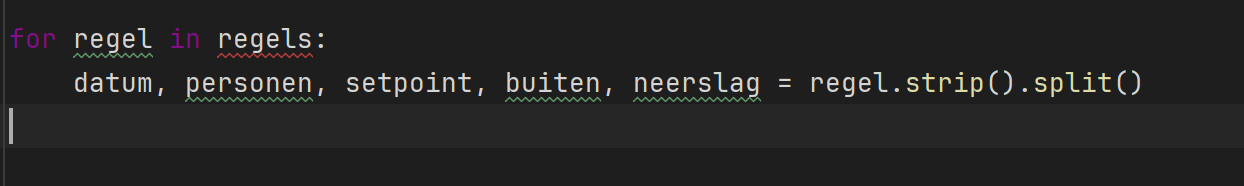 for regel in regels:
    datum, personen, setpoint, buiten, neerslag = regel.strip().split()